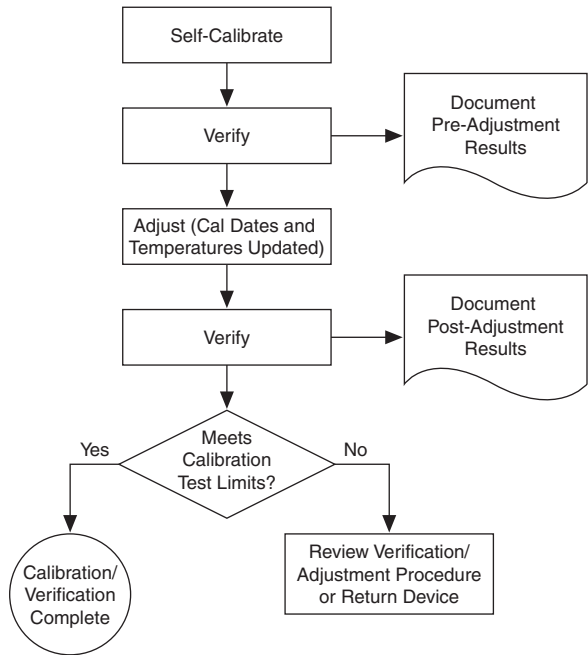 Self-Calibrate
Verify
Document
Pre-Adjustment
Results
Adjust (Cal Dates and
Temperatures Updated)
Verify
Document
Post-Adjustment
Results
Meets
Calibration
Test Limits?
Yes
No
Calibration/
Verification
Complete
Review Verification/
Adjustment Procedure
or Return Device